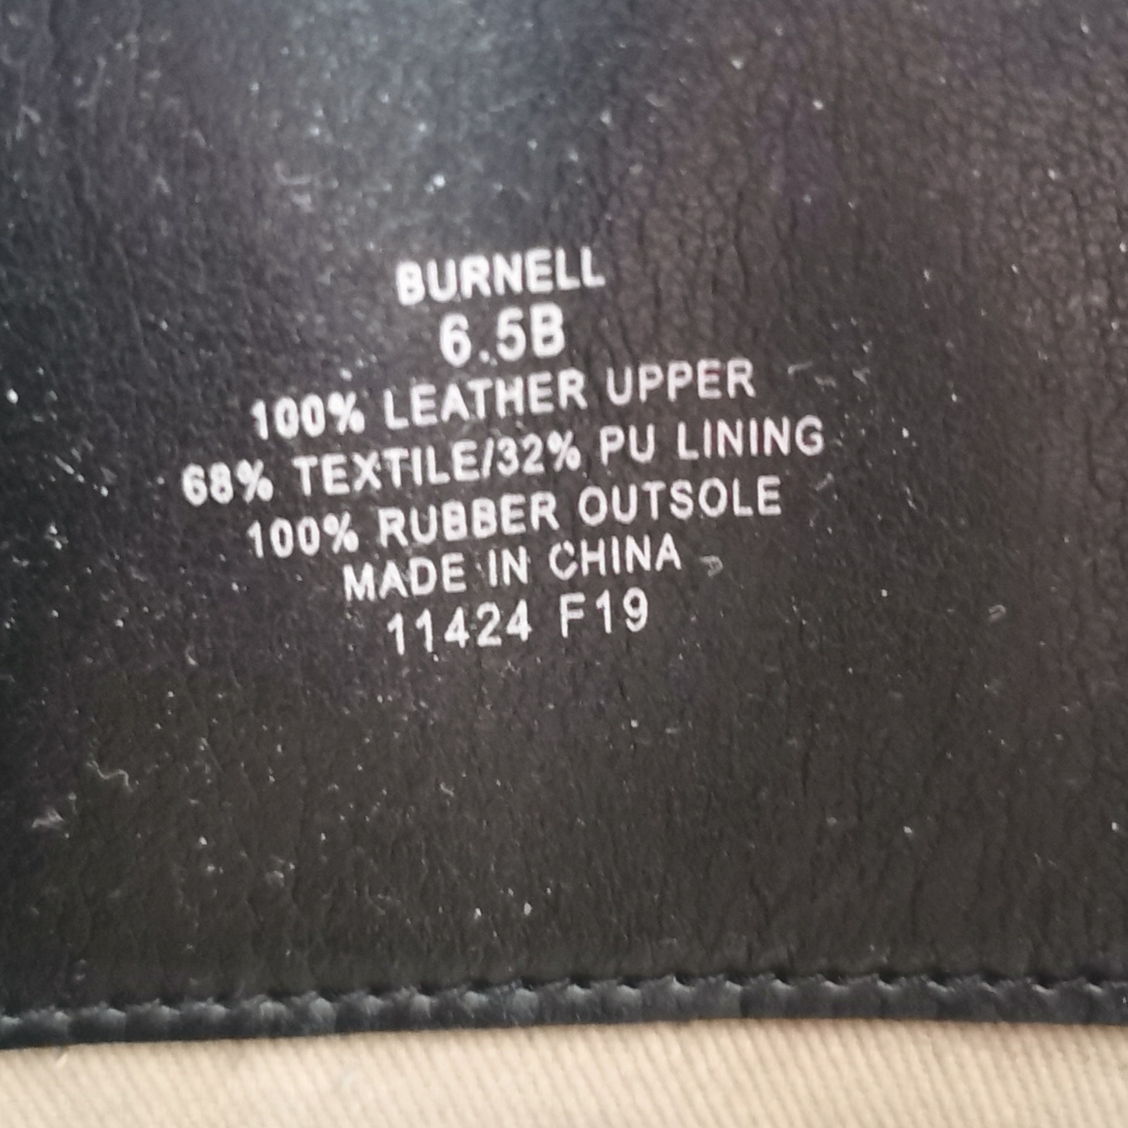 BURNELL
6.5B
100% LEATHER UPPER
68% TEXTILE/32% PU LINING
100% RUBBER OUTSOLE
MADE IN CHINA
11424 F19